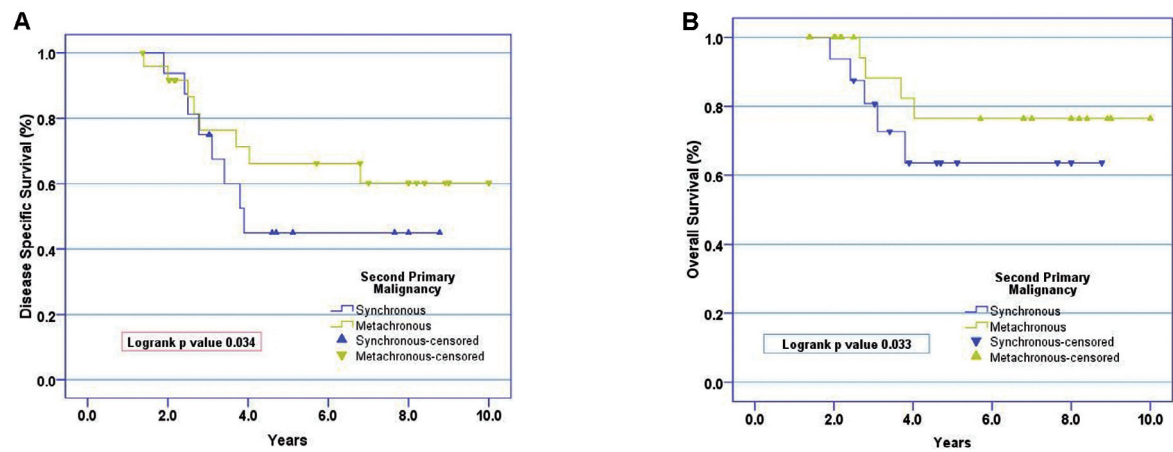 A
Disease Specific Survival (%)
1.0
0.8
0.6
0.4
0.2
0.0
Second Primary
Malignancy
Synchronous
Metachronous
Synchronous-censored
Metachronous-censored
Logrank p value 0.034
0.0 2.0 4.0 6.0 8.0 10.0
Years
B
Overall Survival (%)
1.0
0.8
0.6
0.4
0.2
0.0
Second Primary
Malignancy
Synchronous
Metachronous
Synchronous-censored
Metachronous-censored
Logrank p value 0.033
0.0 2.0 4.0 6.0 8.0 10.0
Years